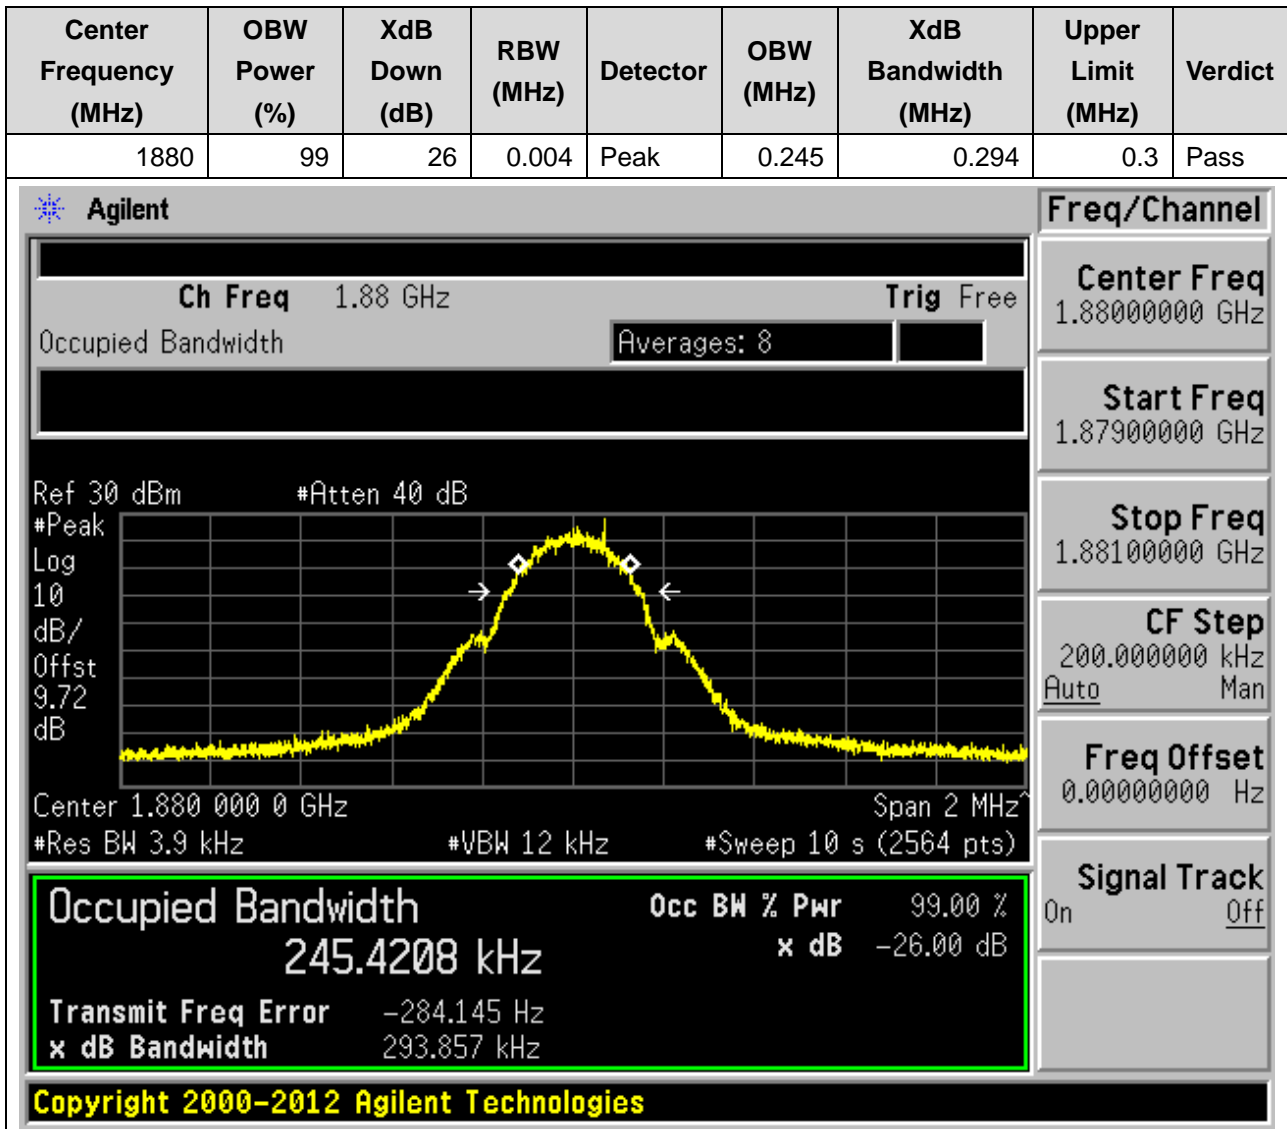 Center Frequency (MHz) OBW Power (%) XdB Down (dB) RBW (MHz) Detector OBW (MHz) XdB Bandwidth (MHz) Upper Limit (MHz) Verdict
1880 99 26 0.004 Peak 0.245 0.294 0.3 Pass
Agilent
Freq/Channel
Ch Freq 1.88 GHz Trig Free
Occupied Bandwidth Averages: 8
Ref 30 dBm #Atten 40 dB
#Peak
Log
10
dB/
Offst
9.72
dB
Center 1.880 000 0 GHz Span 2 MHz^
#Res BW 3.9 kHz #VBW 12 kHz #Sweep 10 s (2564 pts)
Occupied Bandwidth
245.4208 kHz
Occ BW % Pwr 99.00 %
x dB -26.00 dB
Transmit Freq Error -284.145 Hz
x dB Bandwidth 293.857 kHz
Center Freq
1.88000000 GHz
Start Freq
1.87900000 GHz
Stop Freq
1.88100000 GHz
CF Step
200.000000 kHz
Auto Man
Freq Offset
0.00000000 Hz
Signal Track
On Off
Copyright 2000-2012 Agilent Technologies